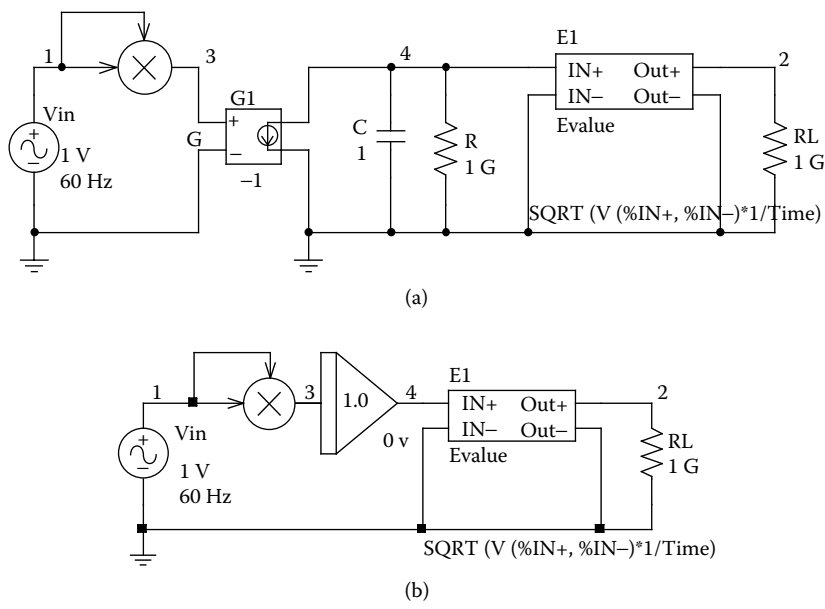 E1
1
3
4
2
IN+ Out+
IN− Out−
Evalue
Vin
1 V
60 Hz
G1
G
+
−
−1
C
1
R
1 G
RL
1 G
SQRT (V (%IN+, %IN−)*1/Time)
(a)
E1
1
3
4
2
1.0
0 v
IN+ Out+
IN− Out−
Evalue
Vin
1 V
60 Hz
RL
1 G
SQRT (V (%IN+, %IN−)*1/Time)
(b)